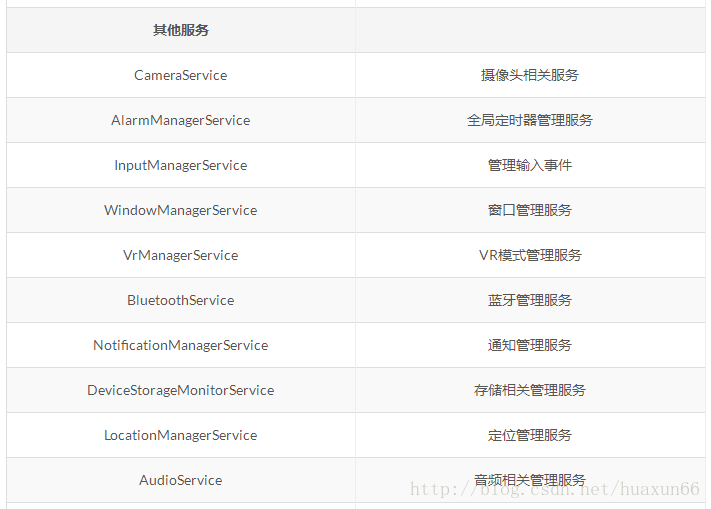 其他服务
CameraService 摄像头相关服务
AlarmManagerService 全局定时器管理服务
InputManagerService 管理输入事件
WindowManagerService 窗口管理服务
VrManagerService VR模式管理服务
BluetoothService 蓝牙管理服务
NotificationManagerService 通知管理服务
DeviceStorageMonitorService 存储相关管理服务
LocationManagerService 定位管理服务
AudioService 音频相关管理服务
http://blog.csdn.net/huaxun66